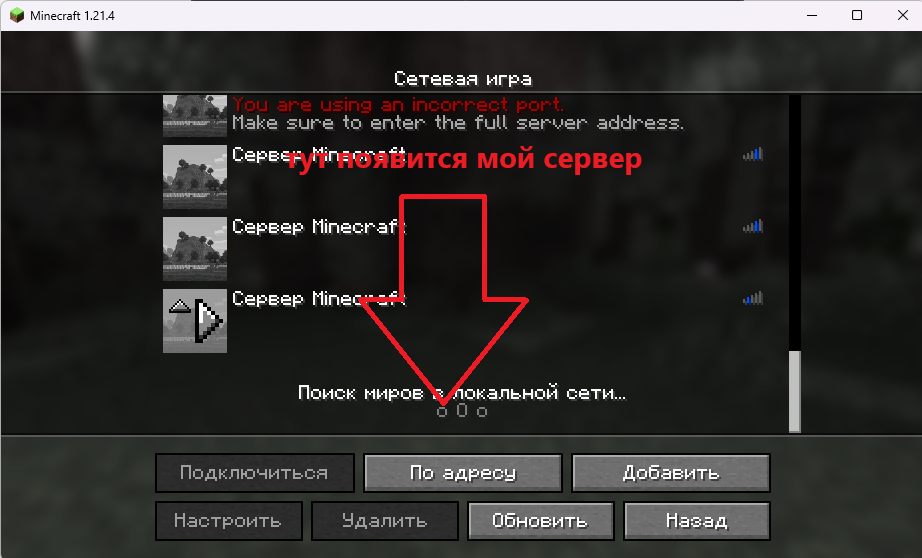 Minecraft 1.21.4
Сетевая игра
You are using an incorrect port.
Make sure to enter the full server address.
Сервер Minecraft
тут появится мой сервер
Сервер Minecraft
Сервер Minecraft
Поиск миров в локальной сети...
o O o
Подключиться
По адресу
Добавить
Настроить
Удалить
Обновить
Назад